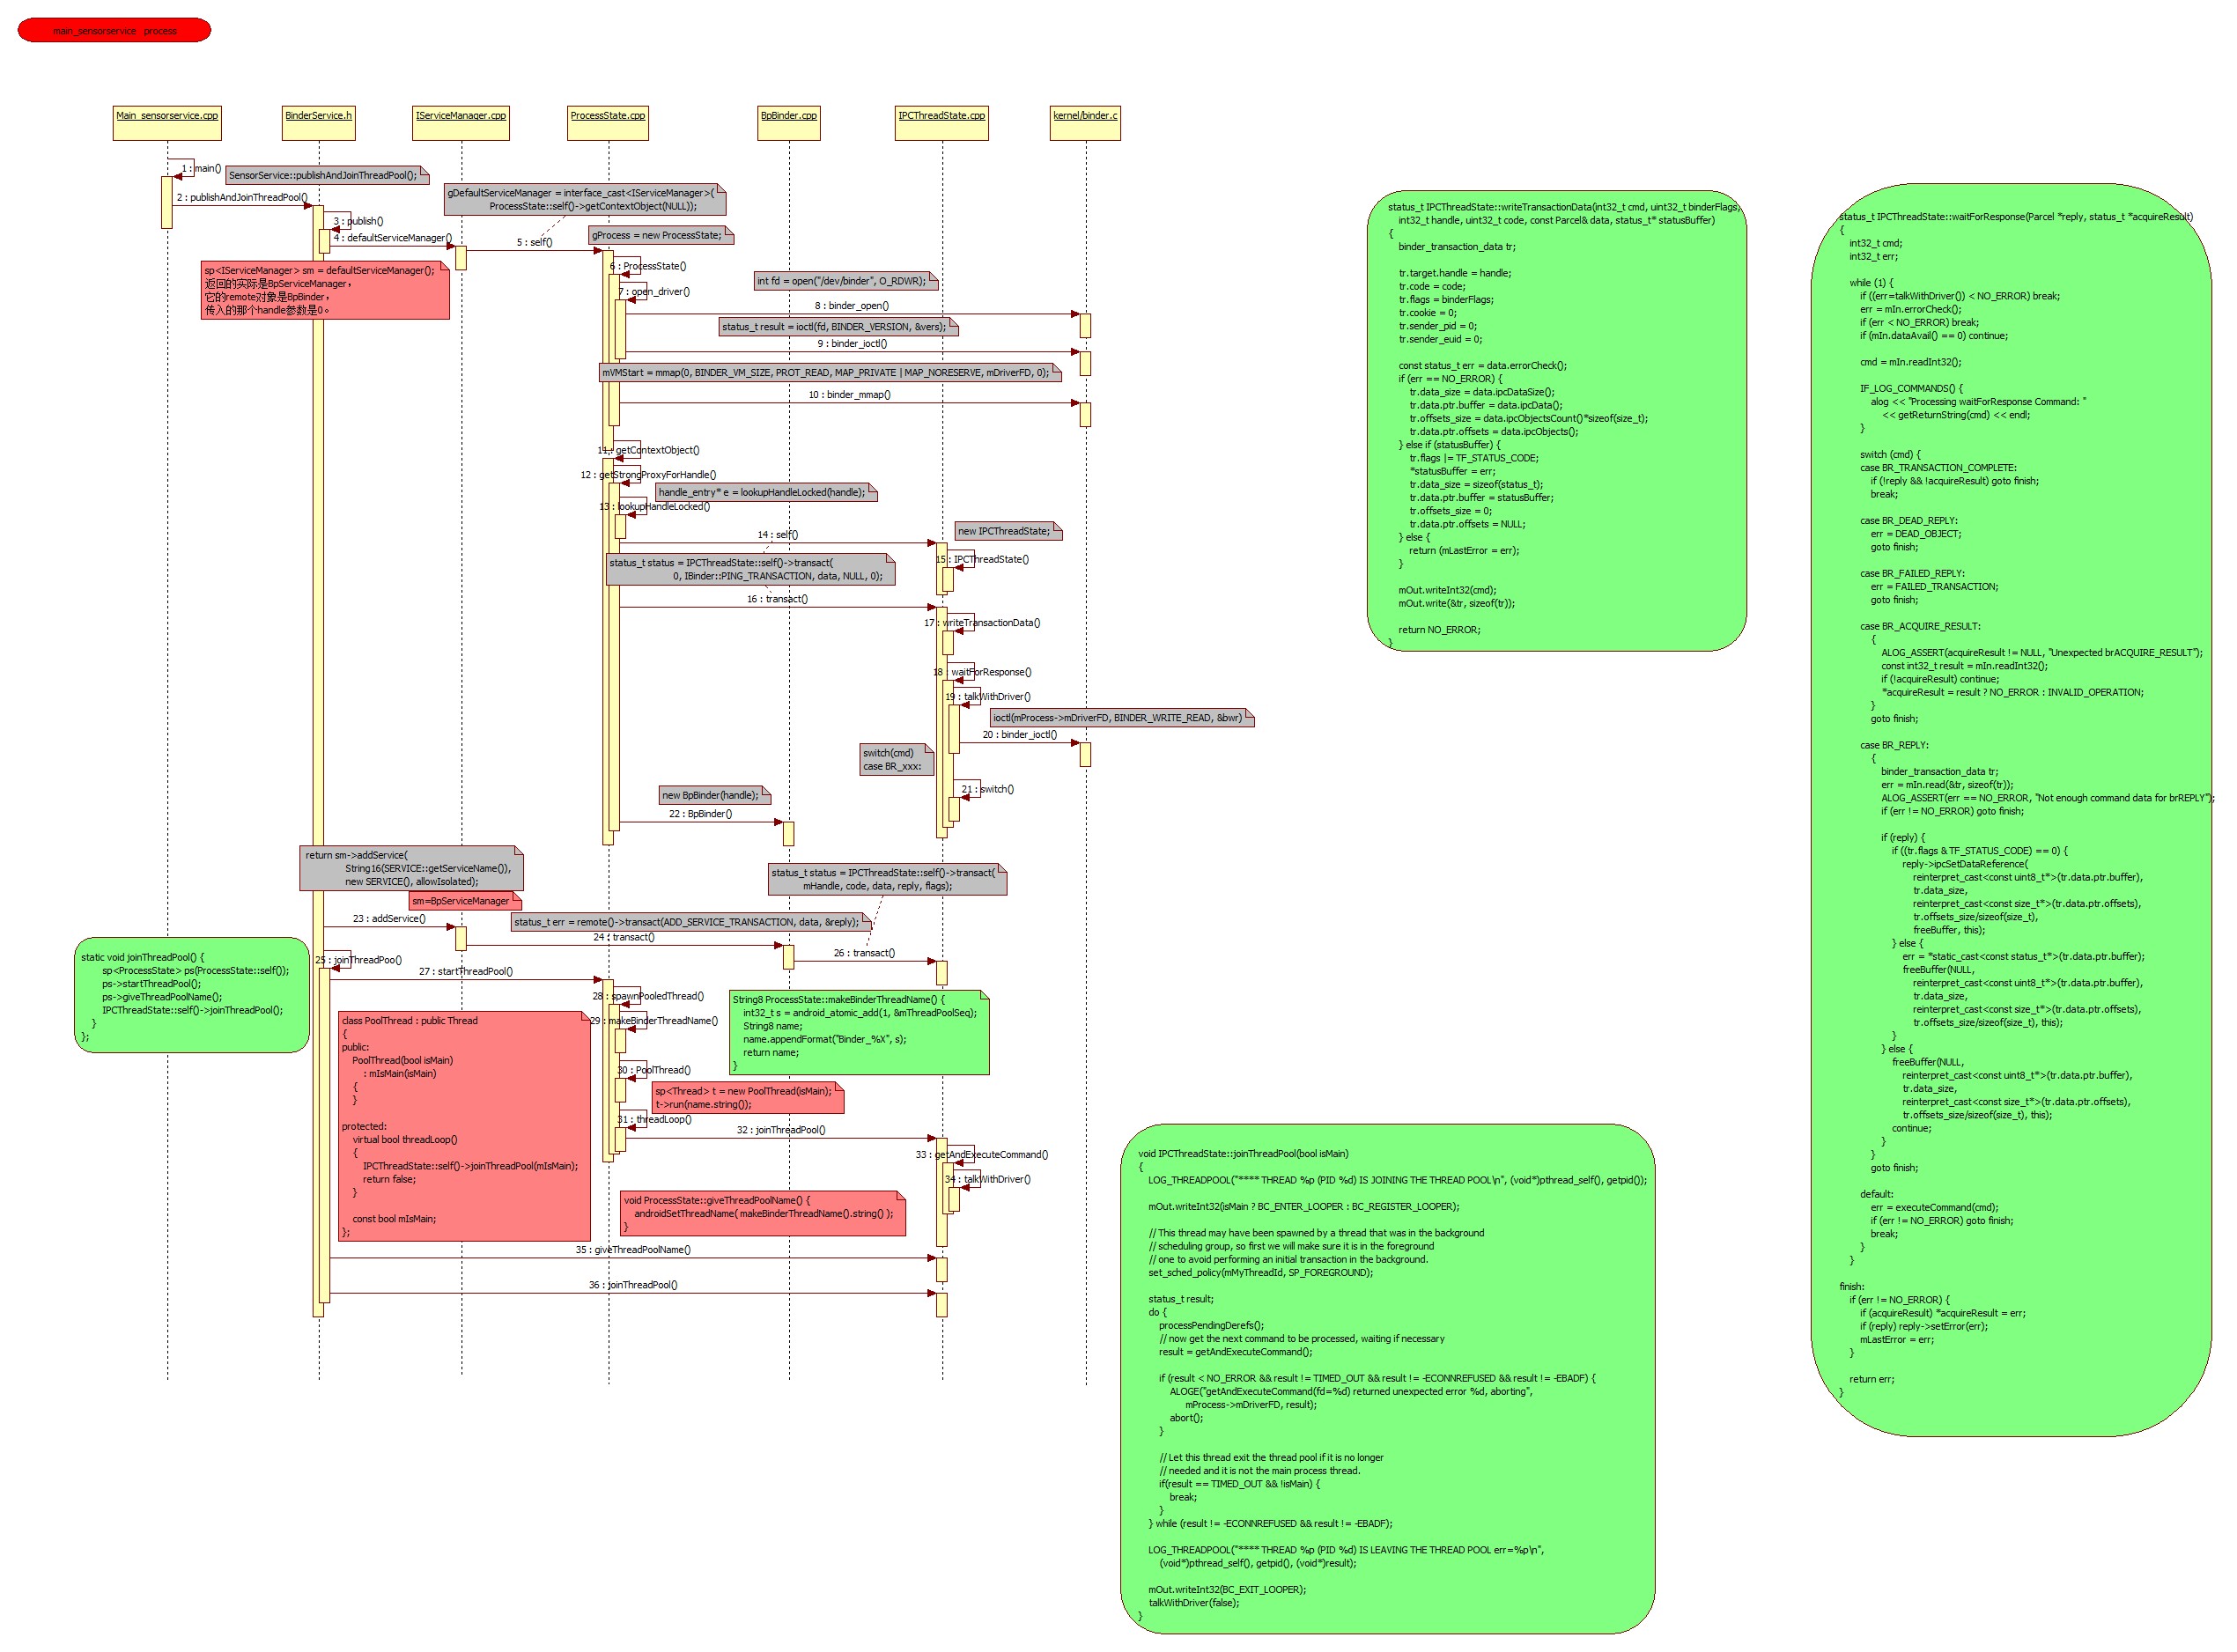 main_sensorservice   process
Main_sensorservice.cpp
BinderService.h
IServiceManager.cpp
ProcessState.cpp
BpBinder.cpp
IPCThreadState.cpp
kernel/binder.c
1 : main()
SensorService::publishAndJoinThreadPool();
2 : publishAndJoinThreadPool()
3 : publish()
4 : defaultServiceManager()
gDefaultServiceManager = interface_cast<IServiceManager>(
ProcessState::self()->getContextObject(NULL));
5 : self()
gProcess = new ProcessState;
sp<IServiceManager> sm = defaultServiceManager();
返回的实际是BpServiceManager，
它的remote对象是BpBinder，
传入的那个handle参数是0。
6 : ProcessState()
7 : open_driver()
int fd = open("/dev/binder", O_RDWR);
8 : binder_open()
status_t result = ioctl(fd, BINDER_VERSION, &vers);
9 : binder_ioctl()
mVMStart = mmap(0, BINDER_VM_SIZE, PROT_READ, MAP_PRIVATE | MAP_NORESERVE, mDriverFD, 0);
10 : binder_mmap()
11 : getContextObject()
12 : getStrongProxyForHandle()
handle_entry* e = lookupHandleLocked(handle);
13 : lookupHandleLocked()
14 : self()
new IPCThreadState;
15 : IPCThreadState()
status_t status = IPCThreadState::self()->transact(
0, IBinder::PING_TRANSACTION, data, NULL, 0);
16 : transact()
17 : writeTransactionData()
18 : waitForResponse()
19 : talkWithDriver()
ioctl(mProcess->mDriverFD, BINDER_WRITE_READ, &bwr)
20 : binder_ioctl()
switch(cmd)
case BR_xxx:
21 : switch()
new BpBinder(handle);
22 : BpBinder()
return sm->addService(
String16(SERVICE::getServiceName()),
new SERVICE(), allowIsolated);
sm=BpServiceManager
23 : addService()
status_t status = IPCThreadState::self()->transact(
mHandle, code, data, reply, flags);
status_t err = remote()->transact(ADD_SERVICE_TRANSACTION, data, &reply);
24 : transact()
26 : transact()
static void joinThreadPool() {
sp<ProcessState> ps(ProcessState::self());
ps->startThreadPool();
ps->giveThreadPoolName();
IPCThreadState::self()->joinThreadPool();
}
};
25 : joinThreadPoo()
27 : startThreadPool()
28 : spawnPooledThread()
29 : makeBinderThreadName()
String8 ProcessState::makeBinderThreadName() {
int32_t s = android_atomic_add(1, &mThreadPoolSeq);
String8 name;
name.appendFormat("Binder_%X", s);
return name;
}
class PoolThread : public Thread
{
public:
PoolThread(bool isMain)
: mIsMain(isMain)
{
}
protected:
virtual bool threadLoop()
{
IPCThreadState::self()->joinThreadPool(mIsMain);
return false;
}
const bool mIsMain;
};
30 : PoolThread()
sp<Thread> t = new PoolThread(isMain);
t->run(name.string());
31 : threadLoop()
32 : joinThreadPool()
33 : getAndExecuteCommand()
34 : talkWithDriver()
void ProcessState::giveThreadPoolName() {
androidSetThreadName( makeBinderThreadName().string() );
}
35 : giveThreadPoolName()
36 : joinThreadPool()
status_t IPCThreadState::writeTransactionData(int32_t cmd, uint32_t binderFlags,
int32_t handle, uint32_t code, const Parcel& data, status_t* statusBuffer)
{
binder_transaction_data tr;
tr.target.handle = handle;
tr.code = code;
tr.flags = binderFlags;
tr.cookie = 0;
tr.sender_pid = 0;
tr.sender_euid = 0;
const status_t err = data.errorCheck();
if (err == NO_ERROR) {
tr.data_size = data.ipcDataSize();
tr.data.ptr.buffer = data.ipcData();
tr.offsets_size = data.ipcObjectsCount()*sizeof(size_t);
tr.data.ptr.offsets = data.ipcObjects();
} else if (statusBuffer) {
tr.flags |= TF_STATUS_CODE;
*statusBuffer = err;
tr.data_size = sizeof(status_t);
tr.data.ptr.buffer = statusBuffer;
tr.offsets_size = 0;
tr.data.ptr.offsets = NULL;
} else {
return (mLastError = err);
}
mOut.writeInt32(cmd);
mOut.write(&tr, sizeof(tr));
return NO_ERROR;
}
void IPCThreadState::joinThreadPool(bool isMain)
{
LOG_THREADPOOL("**** THREAD %p (PID %d) IS JOINING THE THREAD POOL\n", (void*)pthread_self(), getpid());
mOut.writeInt32(isMain ? BC_ENTER_LOOPER : BC_REGISTER_LOOPER);
// This thread may have been spawned by a thread that was in the background
// scheduling group, so first we will make sure it is in the foreground
// one to avoid performing an initial transaction in the background.
set_sched_policy(mMyThreadId, SP_FOREGROUND);
status_t result;
do {
processPendingDerefs();
// now get the next command to be processed, waiting if necessary
result = getAndExecuteCommand();
if (result < NO_ERROR && result != TIMED_OUT && result != -ECONNREFUSED && result != -EBADF) {
ALOGE("getAndExecuteCommand(fd=%d) returned unexpected error %d, aborting",
mProcess->mDriverFD, result);
abort();
}
// Let this thread exit the thread pool if it is no longer
// needed and it is not the main process thread.
if(result == TIMED_OUT && !isMain) {
break;
}
} while (result != -ECONNREFUSED && result != -EBADF);
LOG_THREADPOOL("**** THREAD %p (PID %d) IS LEAVING THE THREAD POOL err=%p\n",
(void*)pthread_self(), getpid(), (void*)result);
mOut.writeInt32(BC_EXIT_LOOPER);
talkWithDriver(false);
}
status_t IPCThreadState::waitForResponse(Parcel *reply, status_t *acquireResult)
{
int32_t cmd;
int32_t err;
while (1) {
if ((err=talkWithDriver()) < NO_ERROR) break;
err = mIn.errorCheck();
if (err < NO_ERROR) break;
if (mIn.dataAvail() == 0) continue;
cmd = mIn.readInt32();
IF_LOG_COMMANDS() {
alog << "Processing waitForResponse Command: "
<< getReturnString(cmd) << endl;
}
switch (cmd) {
case BR_TRANSACTION_COMPLETE:
if (!reply && !acquireResult) goto finish;
break;
case BR_DEAD_REPLY:
err = DEAD_OBJECT;
goto finish;
case BR_FAILED_REPLY:
err = FAILED_TRANSACTION;
goto finish;
case BR_ACQUIRE_RESULT:
{
ALOG_ASSERT(acquireResult != NULL, "Unexpected brACQUIRE_RESULT");
const int32_t result = mIn.readInt32();
if (!acquireResult) continue;
*acquireResult = result ? NO_ERROR : INVALID_OPERATION;
}
goto finish;
case BR_REPLY:
{
binder_transaction_data tr;
err = mIn.read(&tr, sizeof(tr));
ALOG_ASSERT(err == NO_ERROR, "Not enough command data for brREPLY");
if (err != NO_ERROR) goto finish;
if (reply) {
if ((tr.flags & TF_STATUS_CODE) == 0) {
reply->ipcSetDataReference(
reinterpret_cast<const uint8_t*>(tr.data.ptr.buffer),
tr.data_size,
reinterpret_cast<const size_t*>(tr.data.ptr.offsets),
tr.offsets_size/sizeof(size_t),
freeBuffer, this);
} else {
err = *static_cast<const status_t*>(tr.data.ptr.buffer);
freeBuffer(NULL,
reinterpret_cast<const uint8_t*>(tr.data.ptr.buffer),
tr.data_size,
reinterpret_cast<const size_t*>(tr.data.ptr.offsets),
tr.offsets_size/sizeof(size_t), this);
}
} else {
freeBuffer(NULL,
reinterpret_cast<const uint8_t*>(tr.data.ptr.buffer),
tr.data_size,
reinterpret_cast<const size_t*>(tr.data.ptr.offsets),
tr.offsets_size/sizeof(size_t), this);
continue;
}
}
goto finish;
default:
err = executeCommand(cmd);
if (err != NO_ERROR) goto finish;
break;
}
}
finish:
if (err != NO_ERROR) {
if (acquireResult) *acquireResult = err;
if (reply) reply->setError(err);
mLastError = err;
}
return err;
}